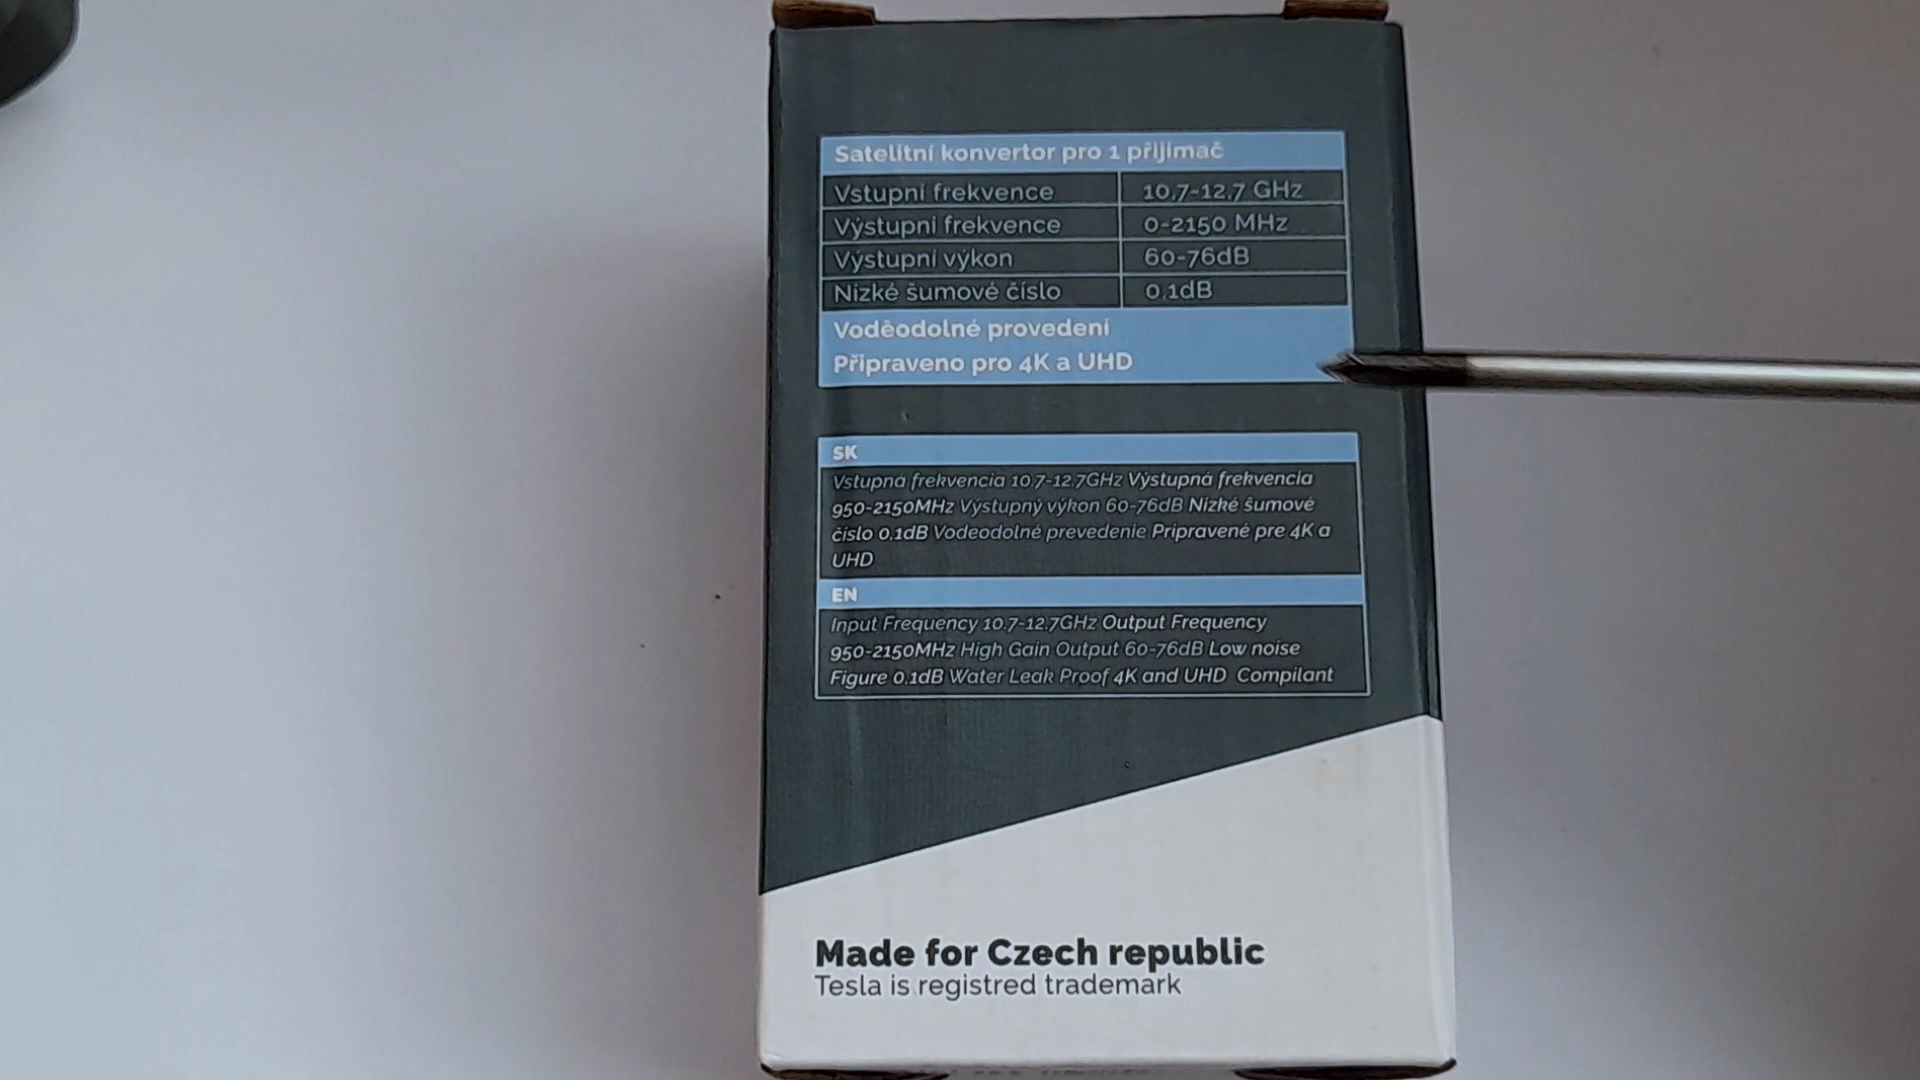 Satelitní konvertor pro 1 přijímač
Vstupní frekvence 10,7-12,7 GHz
Výstupní frekvence 0-2150 MHz
Výstupní výkon 60-76dB
Nízké šumové číslo 0,1dB
Voděodolné provedení
Připraveno pro 4K a UHD
SK
Vstupná frekvencia 10.7-12.7GHz Výstupná frekvencia
950-2150MHz Výstupný výkon 60-76dB Nízké šumové
číslo 0.1dB Vodeodolné prevedenie Pripravené pre 4K a
UHD
EN
Input Frequency 10.7-12.7GHz Output Frequency
950-2150MHz High Gain Output 60-76dB Low noise
Figure 0.1dB Water Leak Proof 4K and UHD Compilant
Made for Czech republic
Tesla is registred trademark